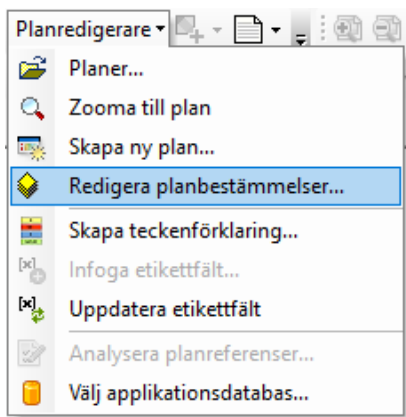 Planredigerare
Planer...
Zooma till plan
Skapa ny plan...
Redigera planbestämmelser...
Skapa teckenförklaring...
Infoga etikettfält...
Uppdatera etikettfält
Analysera planreferenser...
Välj applikationsdatabas...